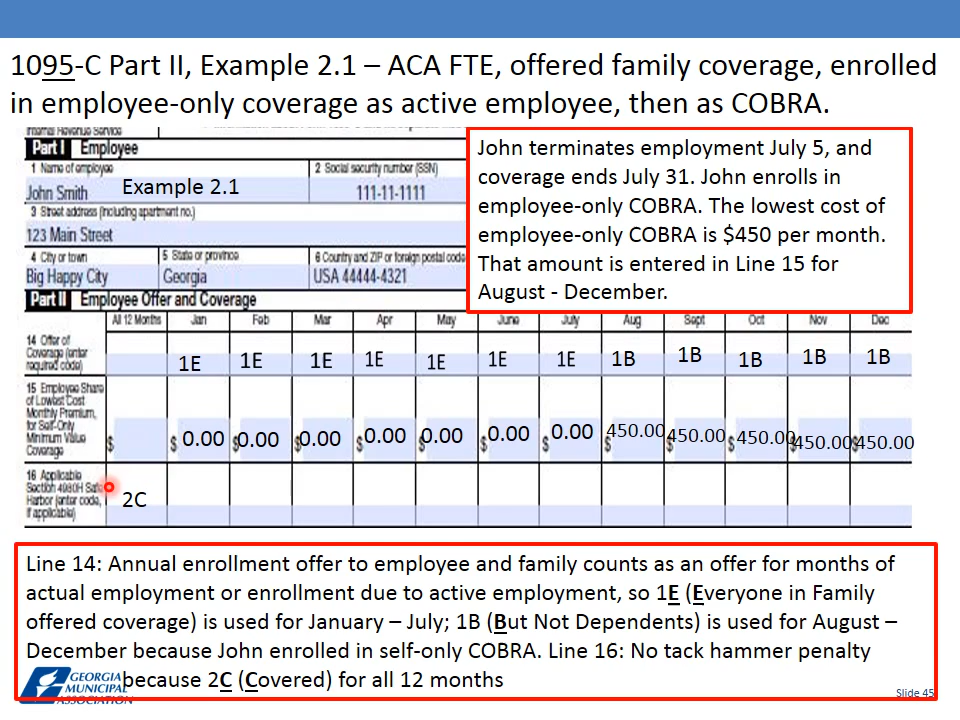 1095-C Part II, Example 2.1 – ACA FTE, offered family coverage, enrolled
in employee-only coverage as active employee, then as COBRA.
Internal Revenue Service
Part I Employee
1 Name of employee
2 Social security number (SSN)
John Smith
Example 2.1
111-11-1111
3 Street address (including apartment no.)
123 Main Street
4 City or town
5 State or province
6 Country and ZIP or foreign postal code
Big Happy City
Georgia
USA 44444-4321
John terminates employment July 5, and
coverage ends July 31. John enrolls in
employee-only COBRA. The lowest cost of
employee-only COBRA is $450 per month.
That amount is entered in Line 15 for
August - December.
Part II Employee Offer and Coverage
All 12 Months Jan Feb Mar Apr May June July Aug Sept Oct Nov Dec
14 Offer of
Coverage (enter
required code)
1E 1E 1E 1E 1E 1E 1E 1B 1B 1B 1B 1B
15 Employee Share
of Lowest Cost
Monthly Premium,
for Self-Only
Minimum Value
Coverage
$ $ 0.00 $0.00 $0.00 $0.00 $0.00 $0.00 $0.00 $450.00 $450.00 $450.00 $450.00 $450.00
16 Applicable
Section 4980H Safe
Harbor (enter code,
if applicable)
2C
Line 14: Annual enrollment offer to employee and family counts as an offer for months of
actual employment or enrollment due to active employment, so 1E (Everyone in Family
offered coverage) is used for January – July; 1B (But Not Dependents) is used for August –
December because John enrolled in self-only COBRA. Line 16: No tack hammer penalty
because 2C (Covered) for all 12 months
GEORGIA
MUNICIPAL
ASSOCIATION
Slide 45